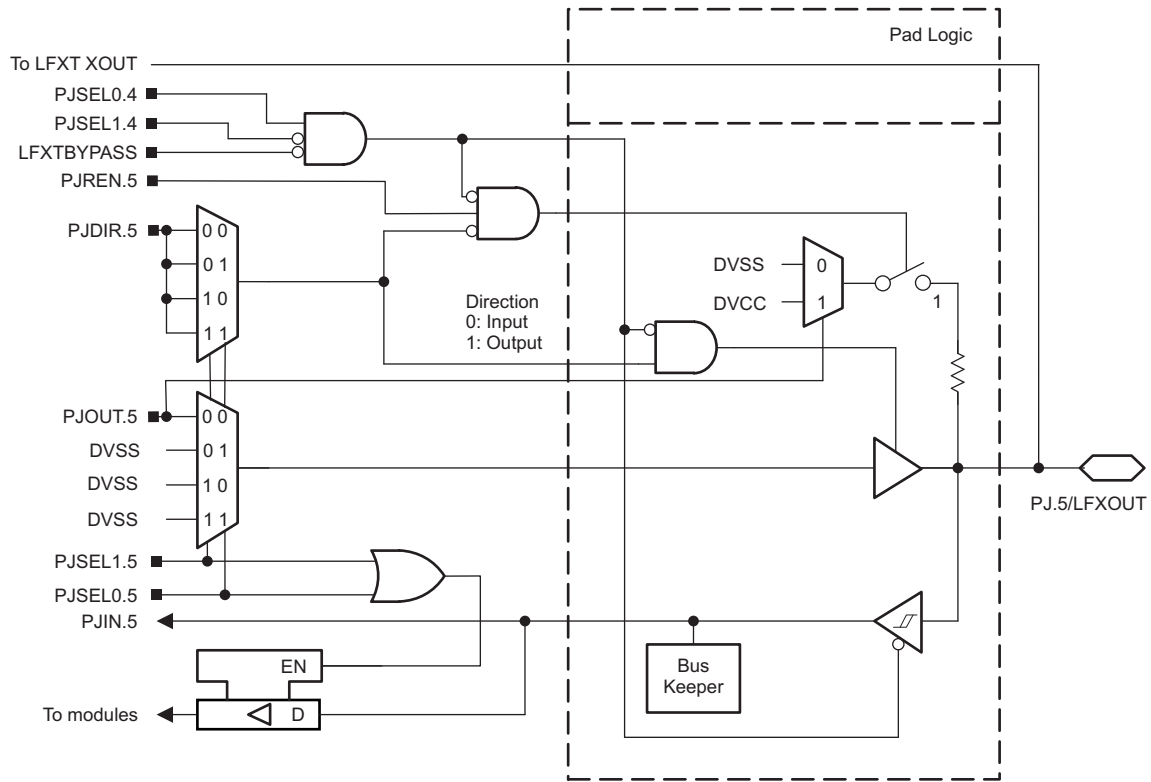 Pad Logic
To LFXT XOUT
PJSEL0.4
PJSEL1.4
LFXTBYPASS
PJREN.5
PJDIR.5
0 0
0 1
1 0
1 1
Direction
0: Input
1: Output
DVSS
0
DVCC
1
1
PJOUT.5
0 0
DVSS
0 1
DVSS
1 0
DVSS
1 1
PJ.5/LFXOUT
PJSEL1.5
PJSEL0.5
PJIN.5
EN
Bus
Keeper
To modules
D